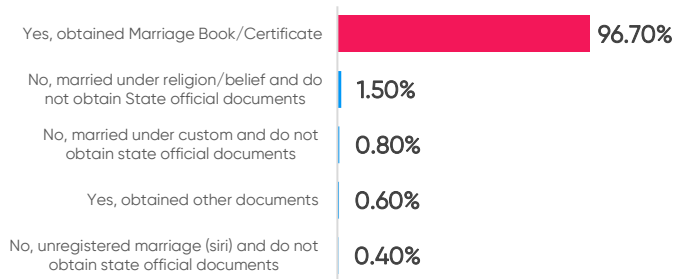 Yes, obtained Marriage Book/Certificate
96.70%
No, married under religion/belief and do
not obtain State official documents
1.50%
No, married under custom and do not
obtain state official documents
0.80%
Yes, obtained other documents
0.60%
No, unregistered marriage (siri) and do not
obtain state official documents
0.40%